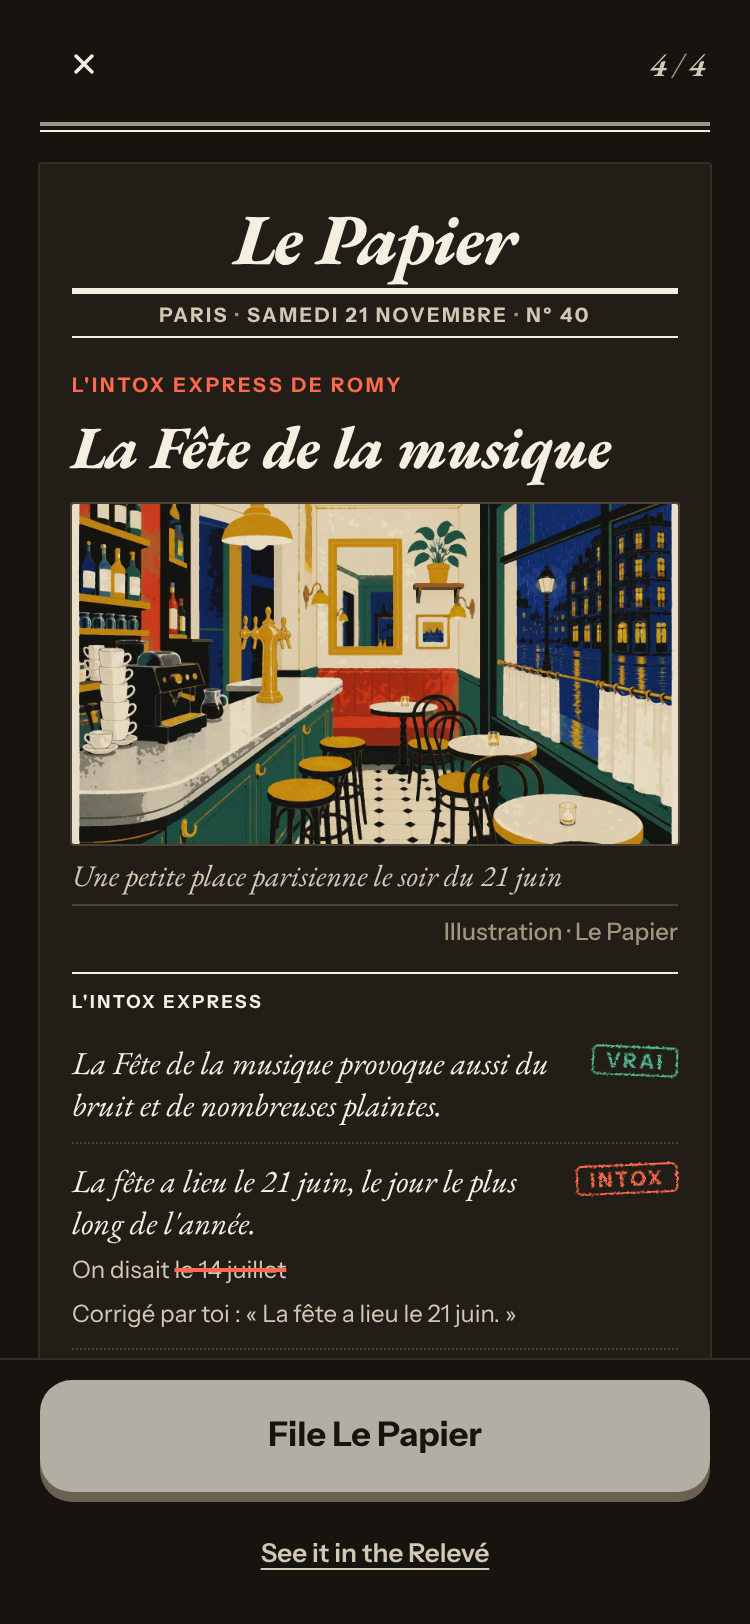 4/4
Le Papier
PARIS · SAMEDI 21 NOVEMBRE · N° 40
L'INTOX EXPRESS DE ROMY
La Fête de la musique
Une petite place parisienne le soir du 21 juin
Illustration · Le Papier
L'INTOX EXPRESS
La Fête de la musique provoque aussi du
bruit et de nombreuses plaintes.
VRAI
La fête a lieu le 21 juin, le jour le plus
long de l'année.
INTOX
On disait le 14 juillet
Corrigé par toi : « La fête a lieu le 21 juin. »
File Le Papier
See it in the Relevé